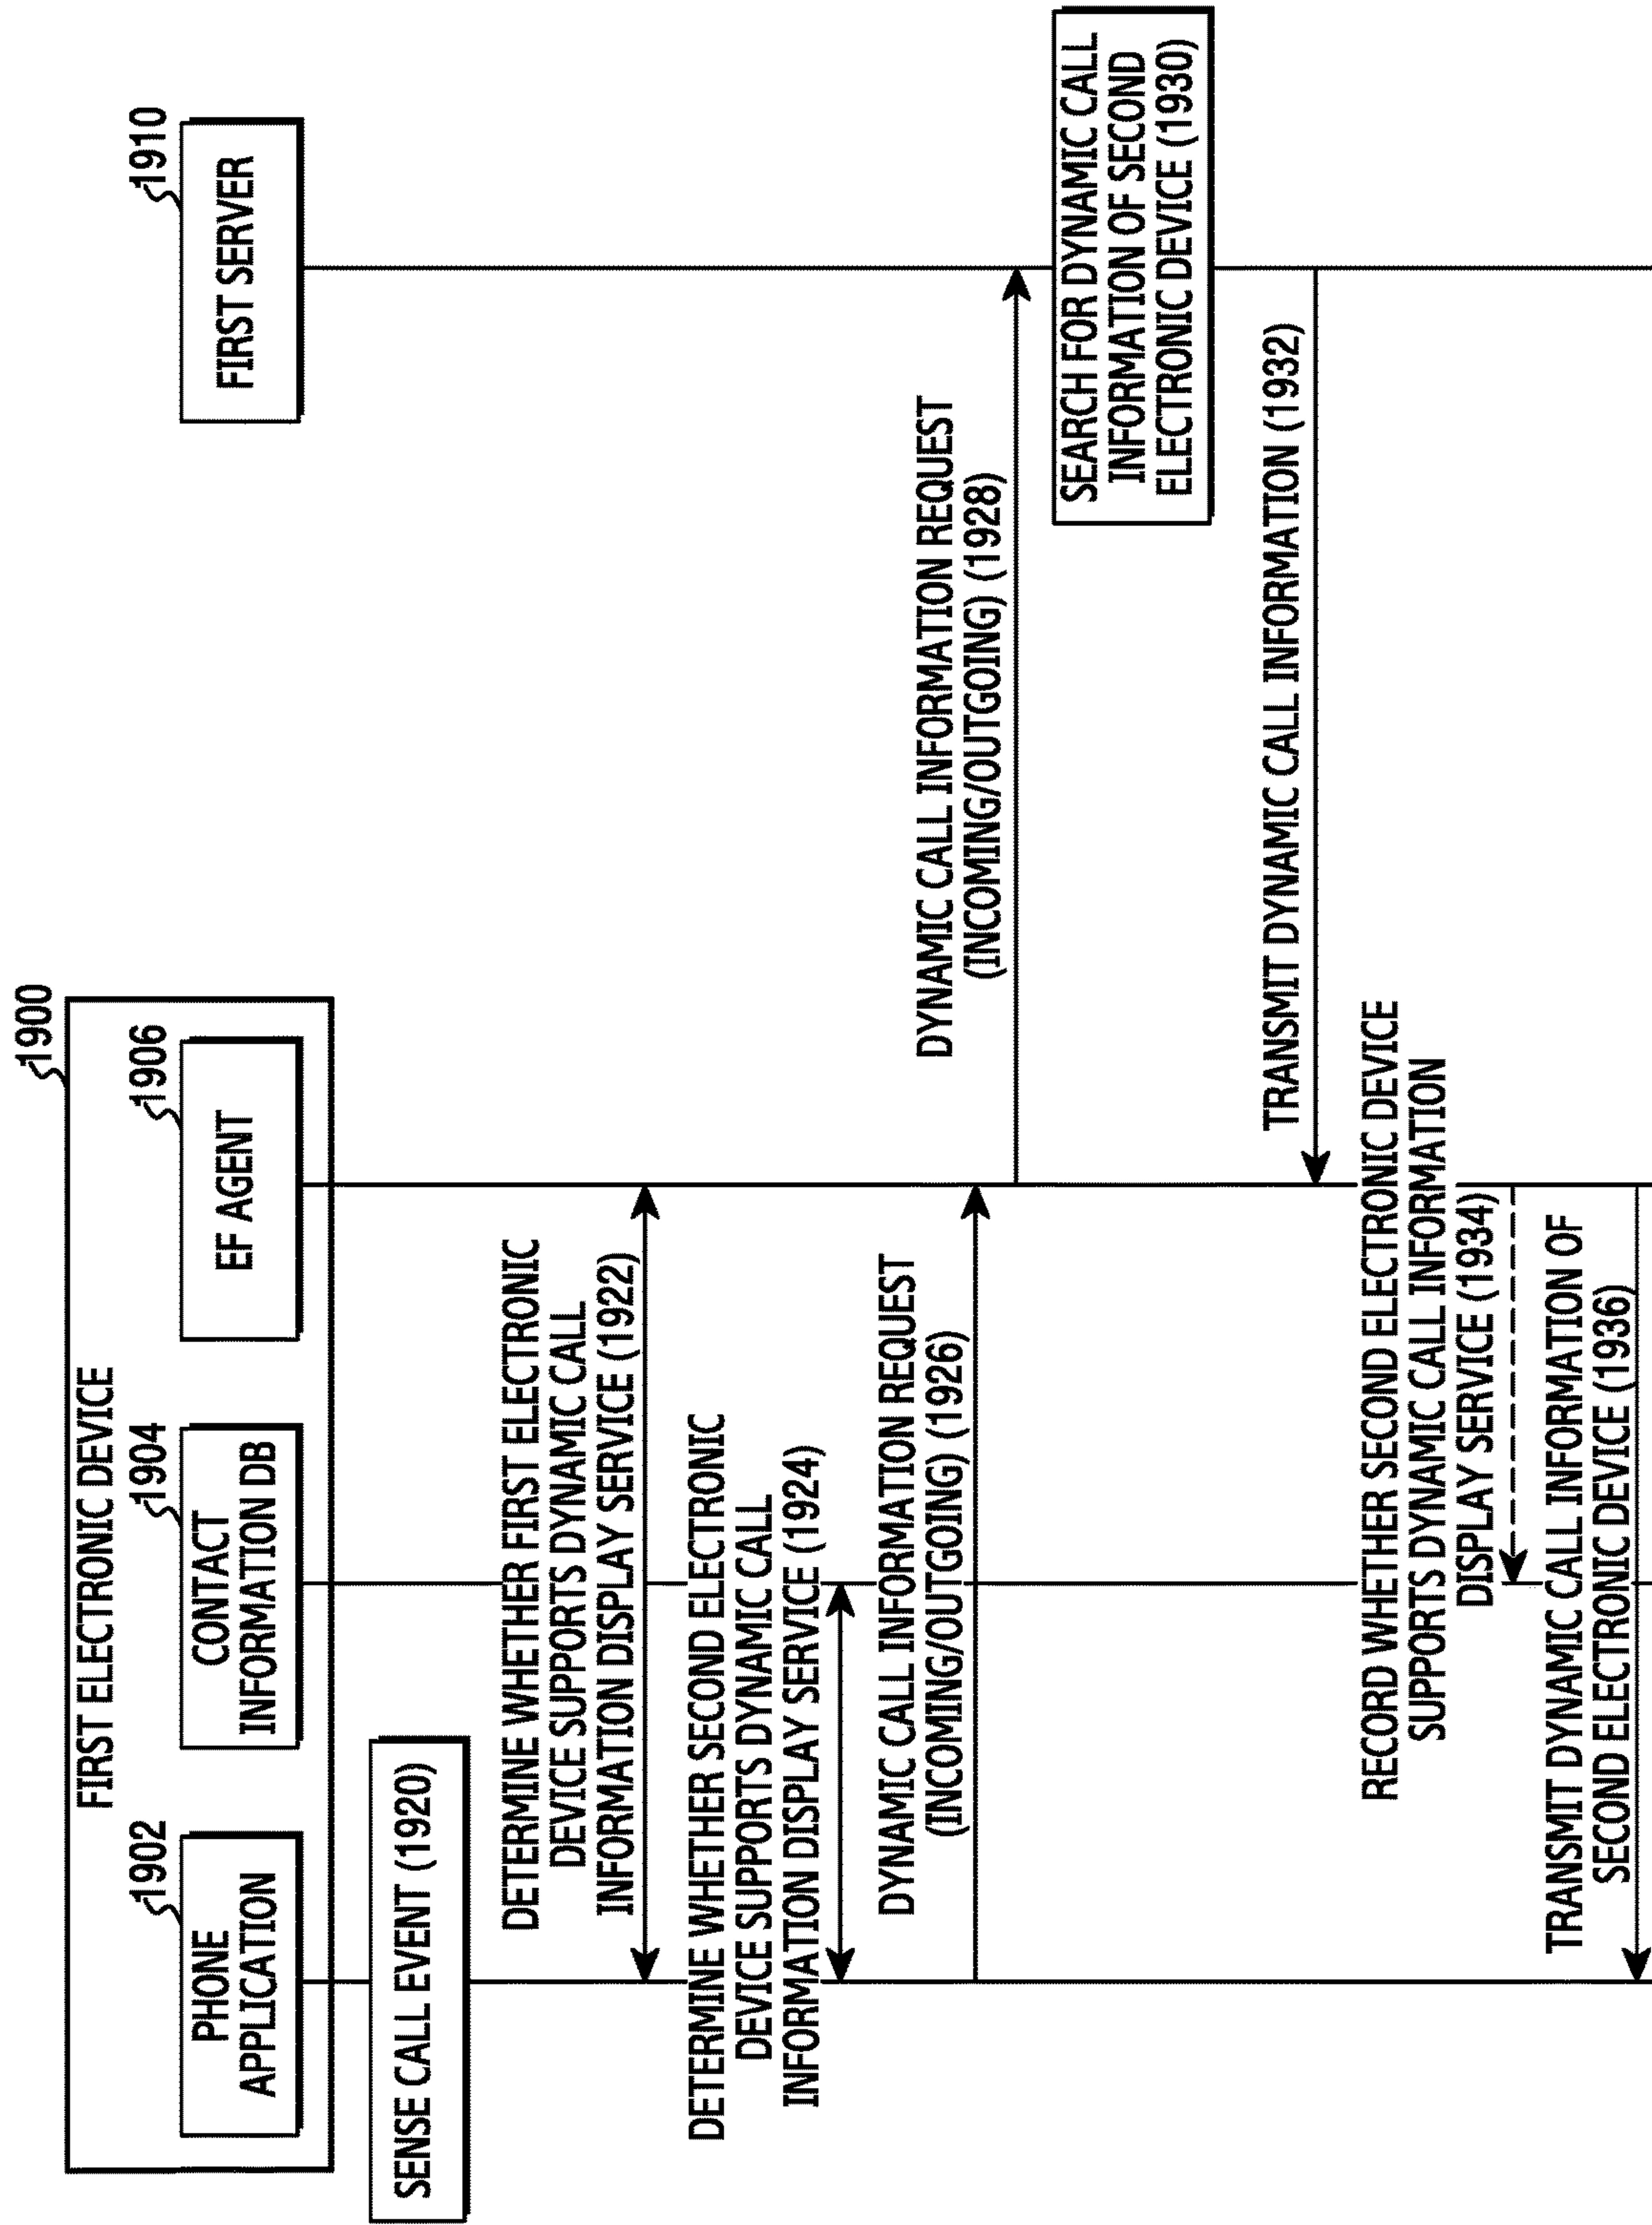 1900
FIRST ELECTRONIC DEVICE
1902
PHONE
APPLICATION
1904
CONTACT
INFORMATION DB
1906
EF AGENT
1910
FIRST SERVER
SENSE CALL EVENT (1920)
DETERMINE WHETHER FIRST ELECTRONIC
DEVICE SUPPORTS DYNAMIC CALL
INFORMATION DISPLAY SERVICE (1922)
DETERMINE WHETHER SECOND ELECTRONIC
DEVICE SUPPORTS DYNAMIC CALL
INFORMATION DISPLAY SERVICE (1924)
DYNAMIC CALL INFORMATION REQUEST
(INCOMING/OUTGOING) (1926)
DYNAMIC CALL INFORMATION REQUEST
(INCOMING/OUTGOING) (1928)
SEARCH FOR DYNAMIC CALL
INFORMATION OF SECOND
ELECTRONIC DEVICE (1930)
TRANSMIT DYNAMIC CALL INFORMATION (1932)
RECORD WHETHER SECOND ELECTRONIC DEVICE
SUPPORTS DYNAMIC CALL INFORMATION
DISPLAY SERVICE (1934)
TRANSMIT DYNAMIC CALL INFORMATION OF
SECOND ELECTRONIC DEVICE (1936)